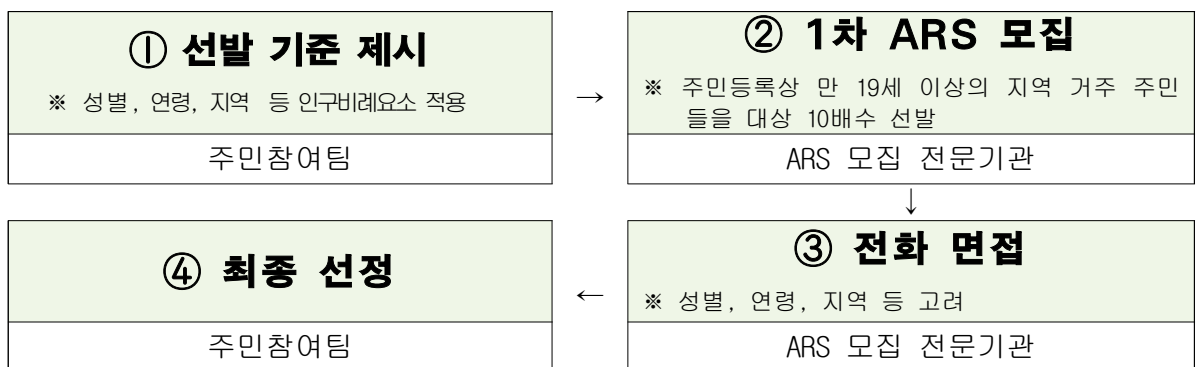 ① 선발 기준 제시
※ 성별, 연령, 지역 등 인구비례요소 적용
주민참여팀
→
② 1차 ARS 모집
※ 주민등록상 만 19세 이상의 지역 거주 주민
들을 대상 10배수 선발
ARS 모집 전문기관
↓
③ 전화 면접
※ 성별, 연령, 지역 등 고려
ARS 모집 전문기관
←
④ 최종 선정
주민참여팀